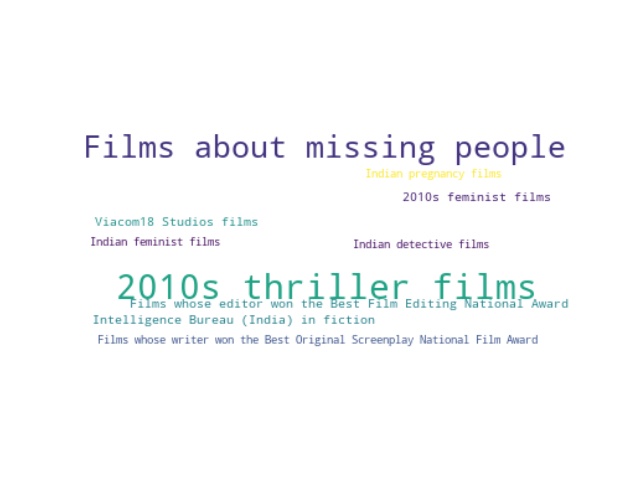 Films about missing people
Indian pregnancy films
2010s feminist films
Viacom18 Studios films
Indian feminist films
Indian detective films
2010s thriller films
Films whose editor won the Best Film Editing National Award
Intelligence Bureau (India) in fiction
Films whose writer won the Best Original Screenplay National Film Award